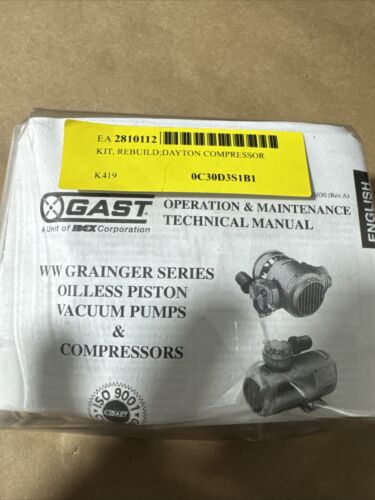 EA 2810112
KIT, REBUILD;DAYTON COMPRESSOR
K419 0C30D3S1B1
(Rev.A)
GAST
A Unit of IDEX Corporation
OPERATION & MAINTENANCE
TECHNICAL MANUAL
ENGLISH
WW GRAINGER SERIES
OILLESS PISTON
VACUUM PUMPS
&
COMPRESSORS
ISO 9001